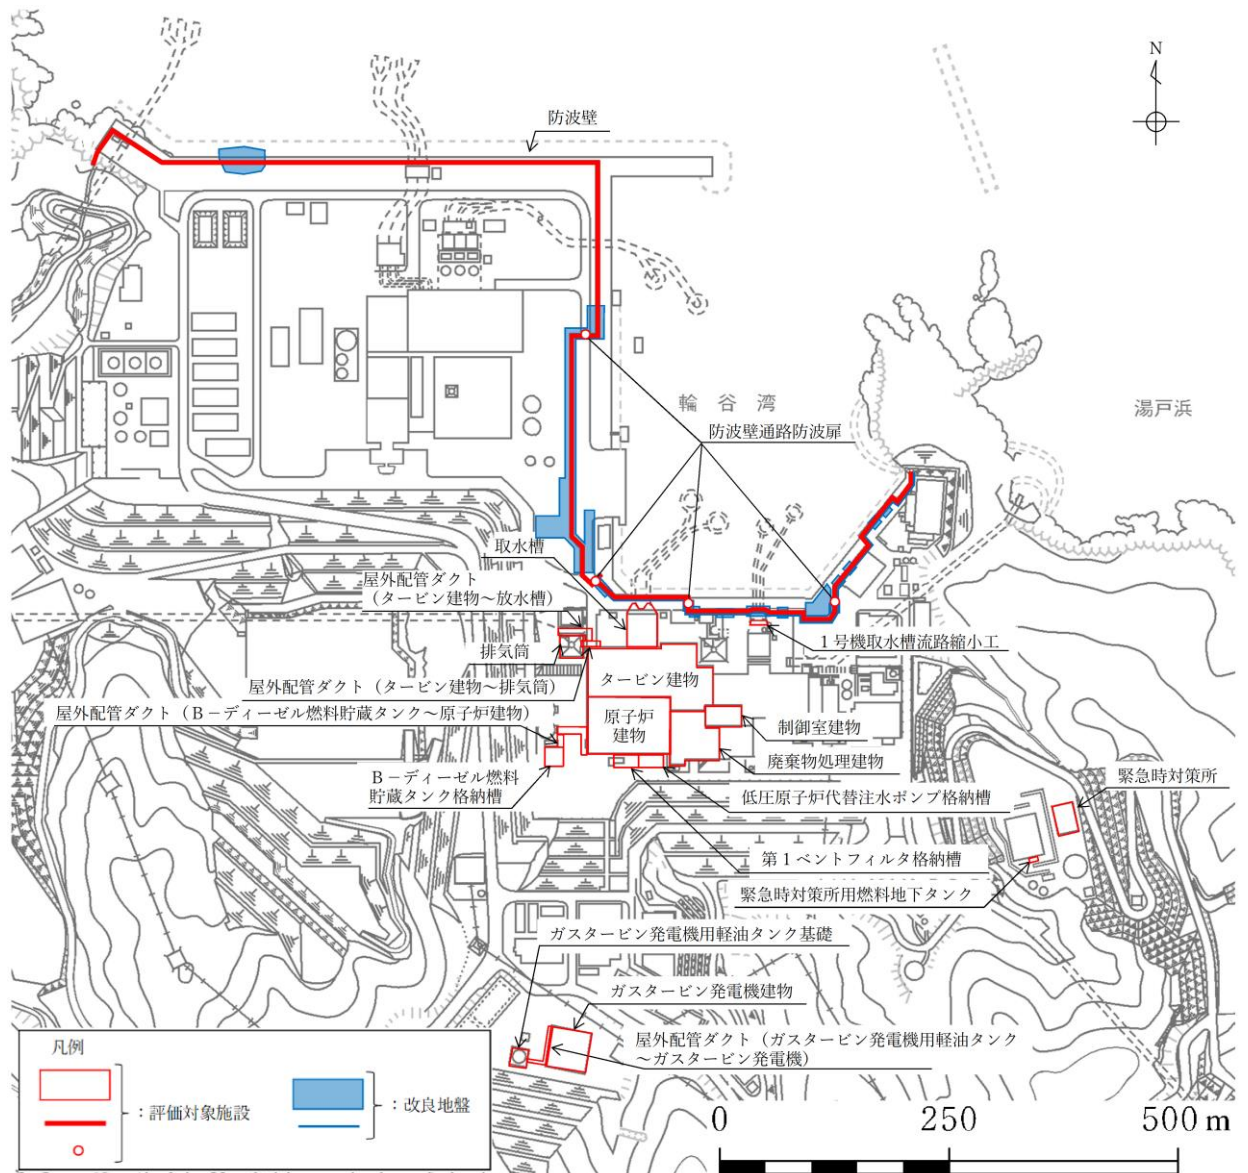 N
防波壁
輪谷湾
湯戸浜
防波壁通路防波扉
取水槽
屋外配管ダクト
（タービン建物～放水槽）
排気筒
1号機取水槽流路縮小工
屋外配管ダクト（タービン建物～排気筒）
タービン建物
屋外配管ダクト（B－ディーゼル燃料貯蔵タンク～原子炉建物）
原子炉
建物
制御室建物
廃棄物処理建物
B－ディーゼル燃料
貯蔵タンク格納槽
緊急時対策所
低圧原子炉代替注水ポンプ格納槽
第1ベントフィルタ格納槽
緊急時対策所用燃料地下タンク
ガスタービン発電機用軽油タンク基礎
ガスタービン発電機建物
屋外配管ダクト（ガスタービン発電機用軽油タンク
～ガスタービン発電機）
凡例
：評価対象施設
：改良地盤
0 250 500 m